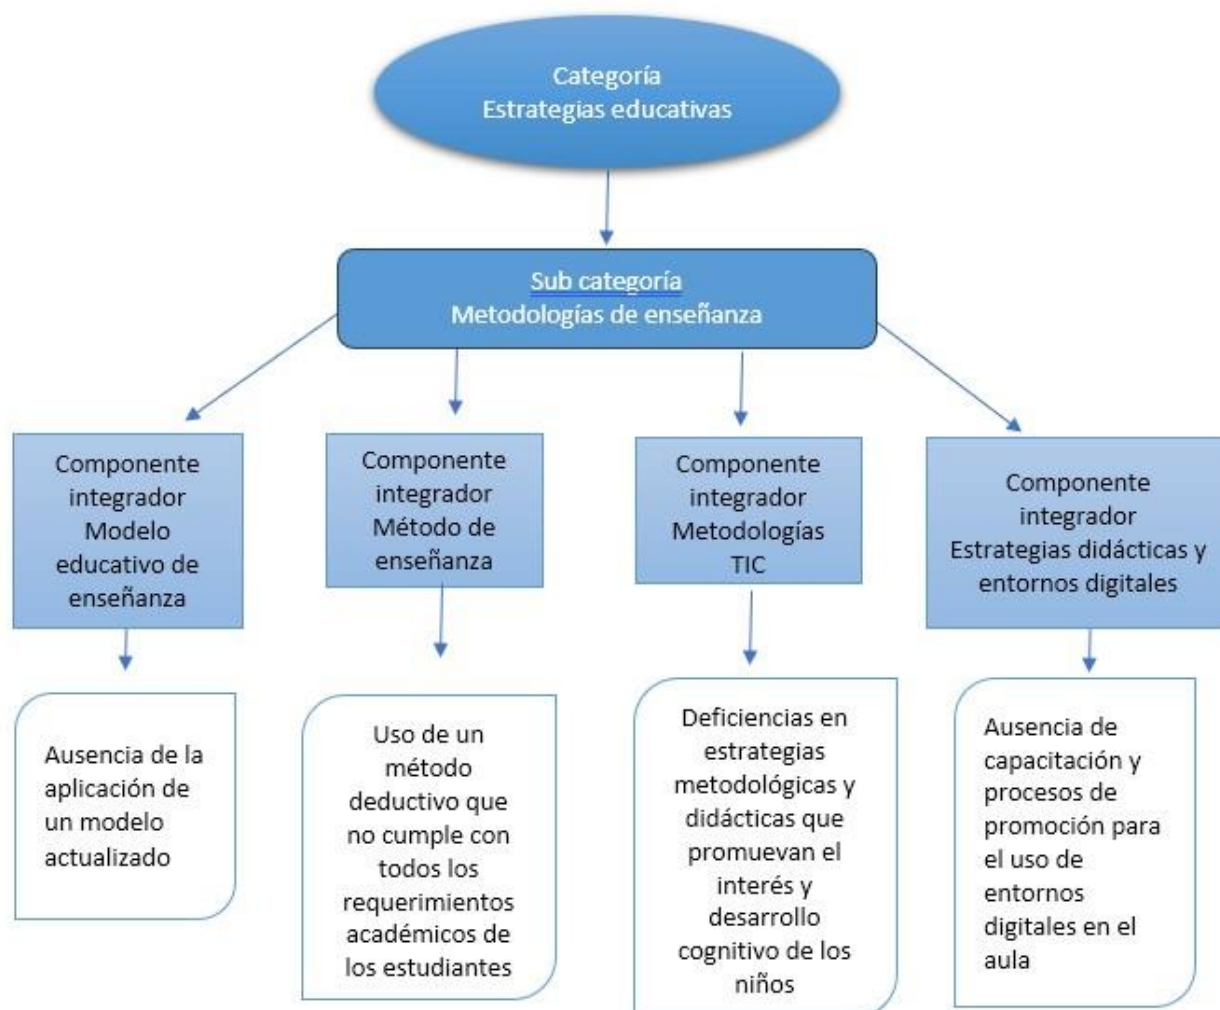 Categoría
Estrategias educativas
Sub categoría
Metodologías de enseñanza
Componente
integrador
Modelo
educativo de
enseñanza
Componente
integrador
Método de
enseñanza
Componente
integrador
Metodologías
TIC
Componente
integrador
Estrategias didácticas y
entornos digitales
Ausencia de la
aplicación de
un modelo
actualizado
Uso de un
método
deductivo que
no cumple con
todos los
requerimientos
académicos de
los estudiantes
Deficiencias en
estrategias
metodológicas y
didácticas que
promuevan el
interés y
desarrollo
cognitivo de los
niños
Ausencia de
capacitación y
procesos de
promoción para
el uso de
entornos
digitales en el
aula